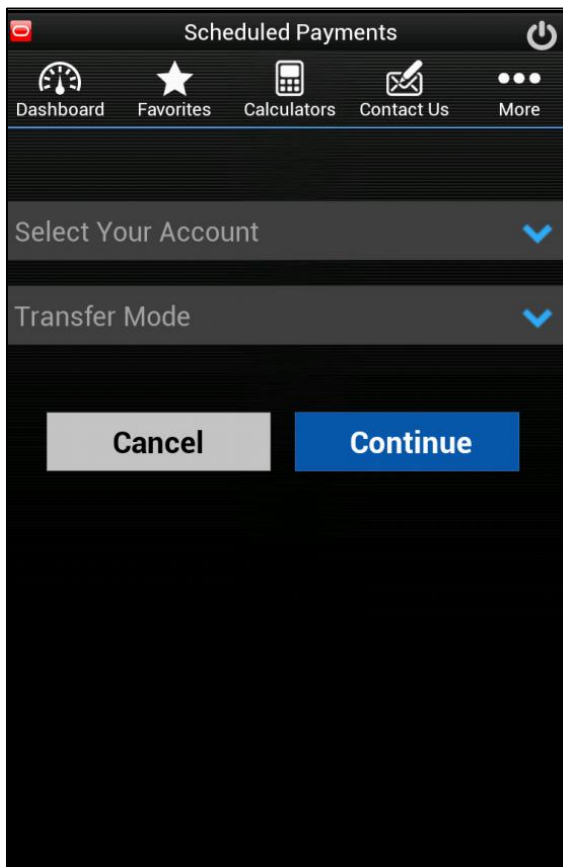 Scheduled Payments
Dashboard Favorites Calculators Contact Us More
Select Your Account
Transfer Mode
Cancel Continue